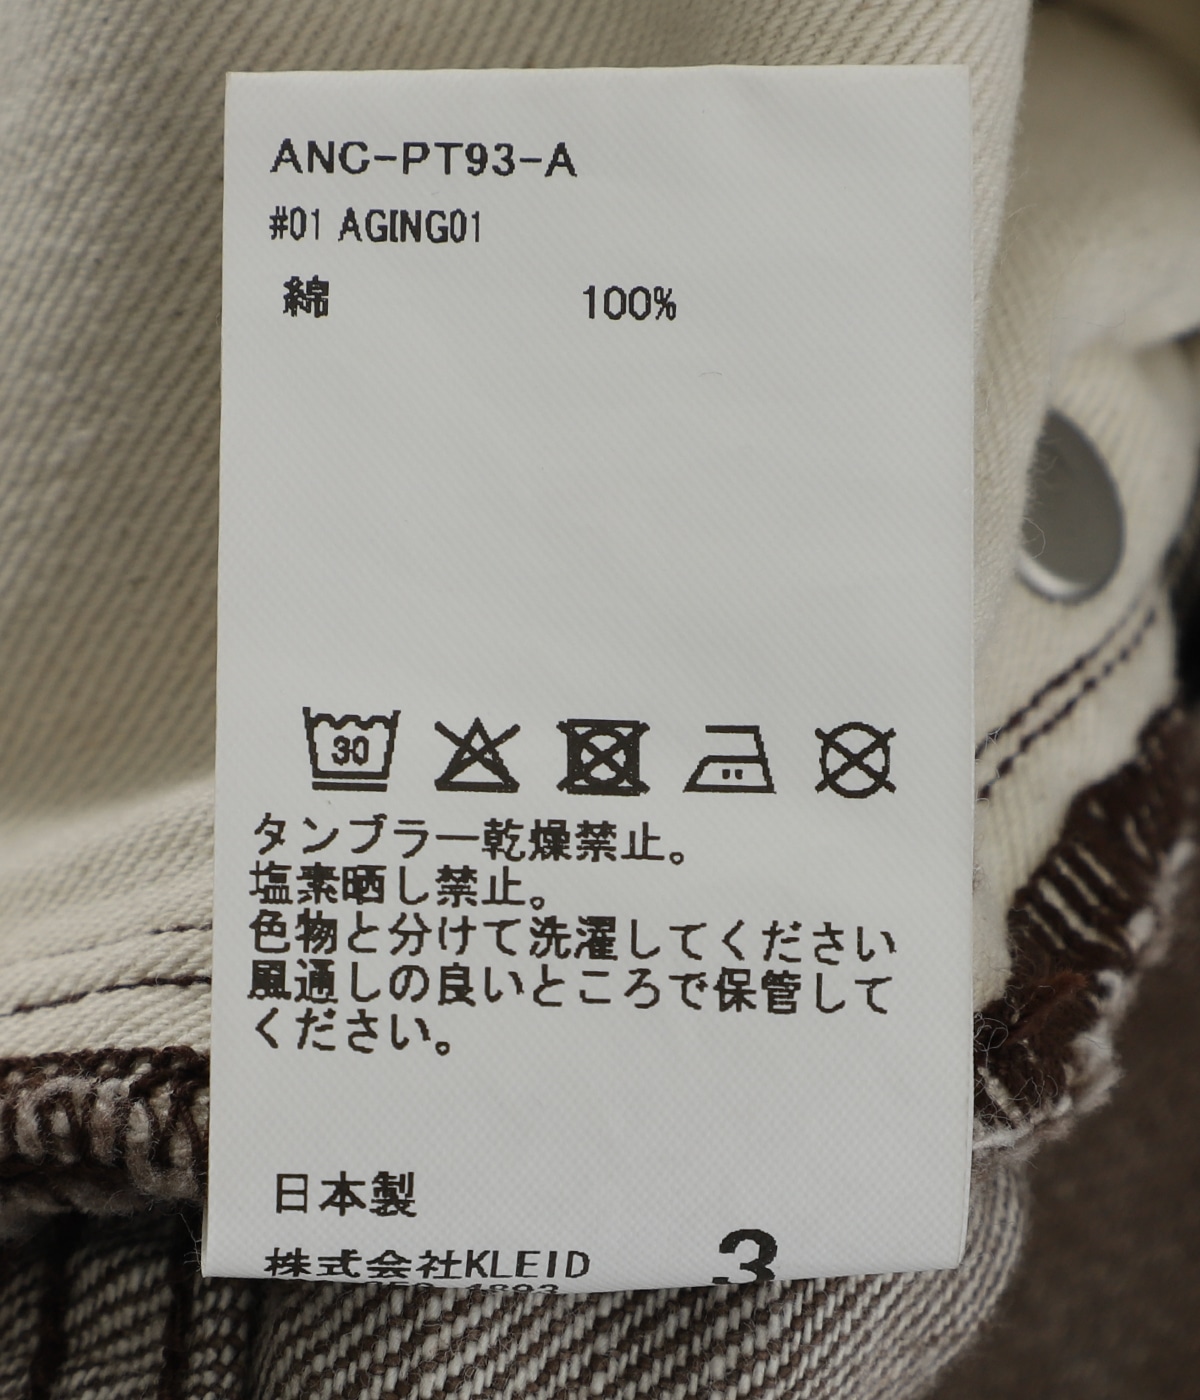 ANC-PT93-A
#01 AGING01
綿 100%
30
タンブラー乾燥禁止。
塩素晒し禁止。
色物と分けて洗濯してください
風通しの良いところで保管して
ください。
日本製
株式会社KLEID
3